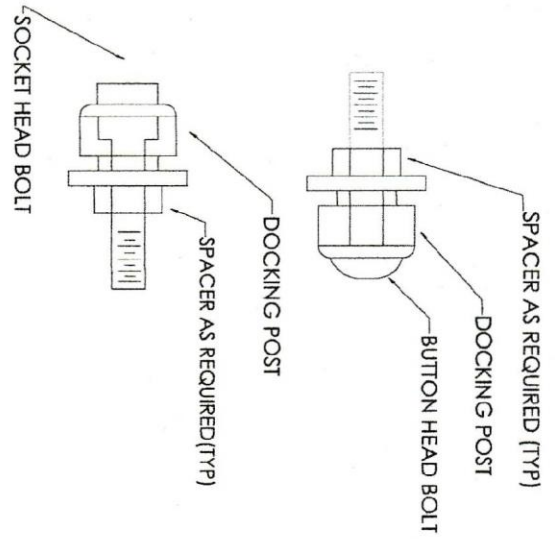 SPACER AS REQUIRED (TYP)
DOCKING POST
BUTTON HEAD BOLT
DOCKING POST
SPACER AS REQUIRED(TYP)
SOCKET HEAD BOLT